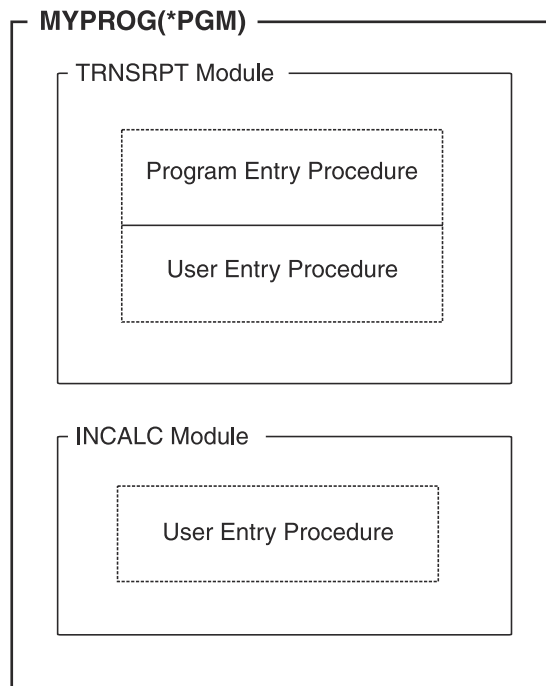 MYPROG(*PGM)
TRNSRPT Module
Program Entry Procedure
User Entry Procedure
INCALC Module
User Entry Procedure